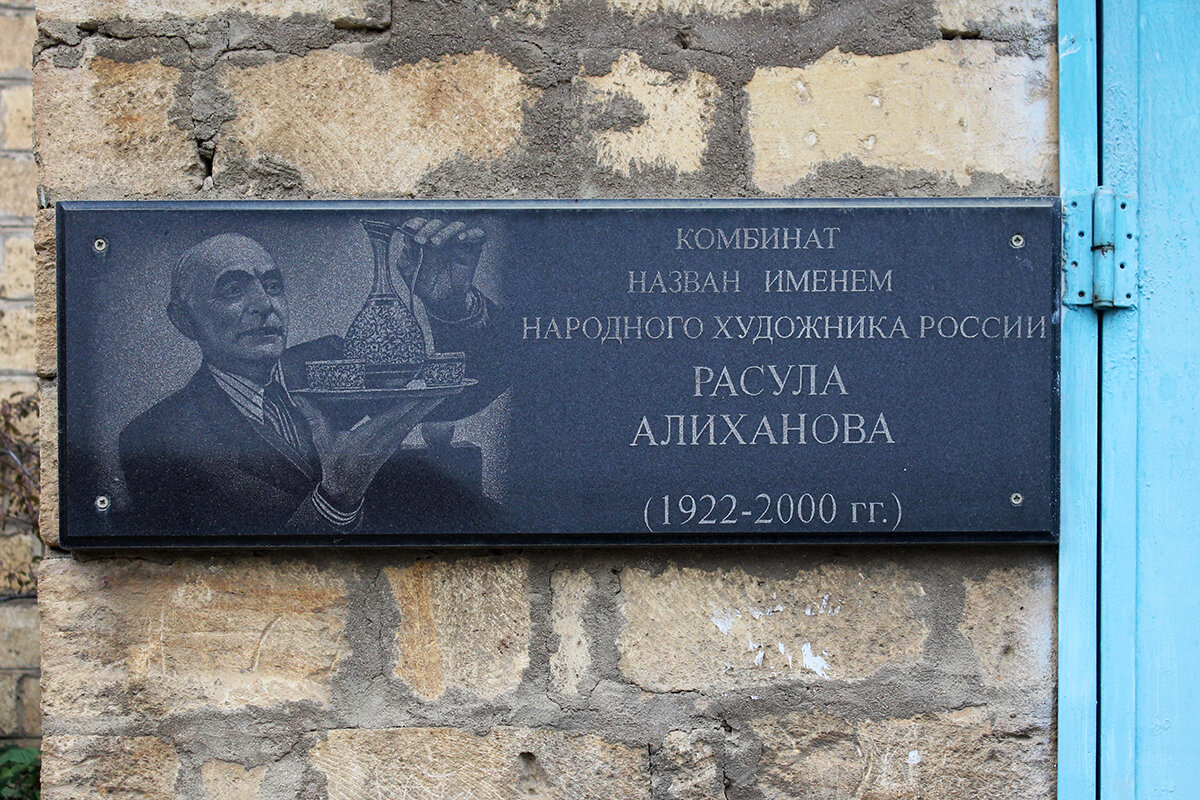 КОМБИНАТ
НАЗВАН ИМЕНЕМ
НАРОДНОГО ХУДОЖНИКА РОССИИ
РАСУЛА
АЛИХАНОВА
(1922-2000 гг.)